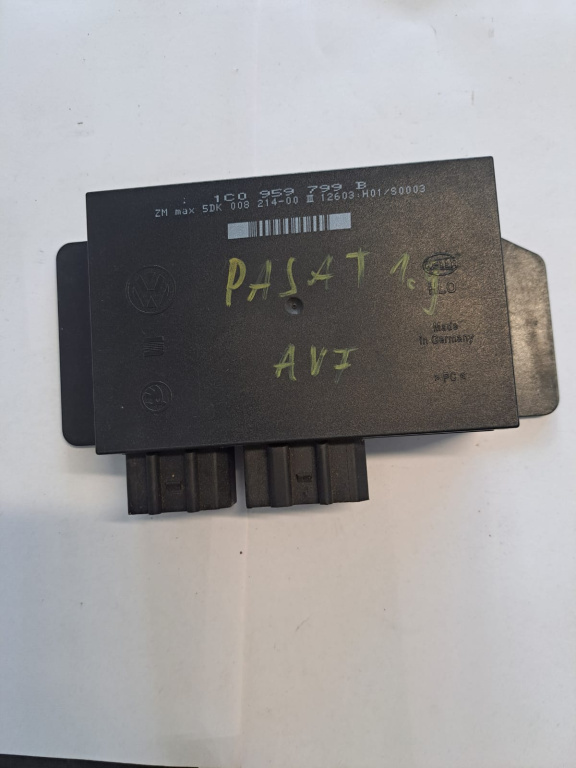 : 1C0 959 799 B
ZM max 5DK 008 214-00 III 12603:H01/S0003
PASAT 1.9
AVF
Made
in Germany
>PC<